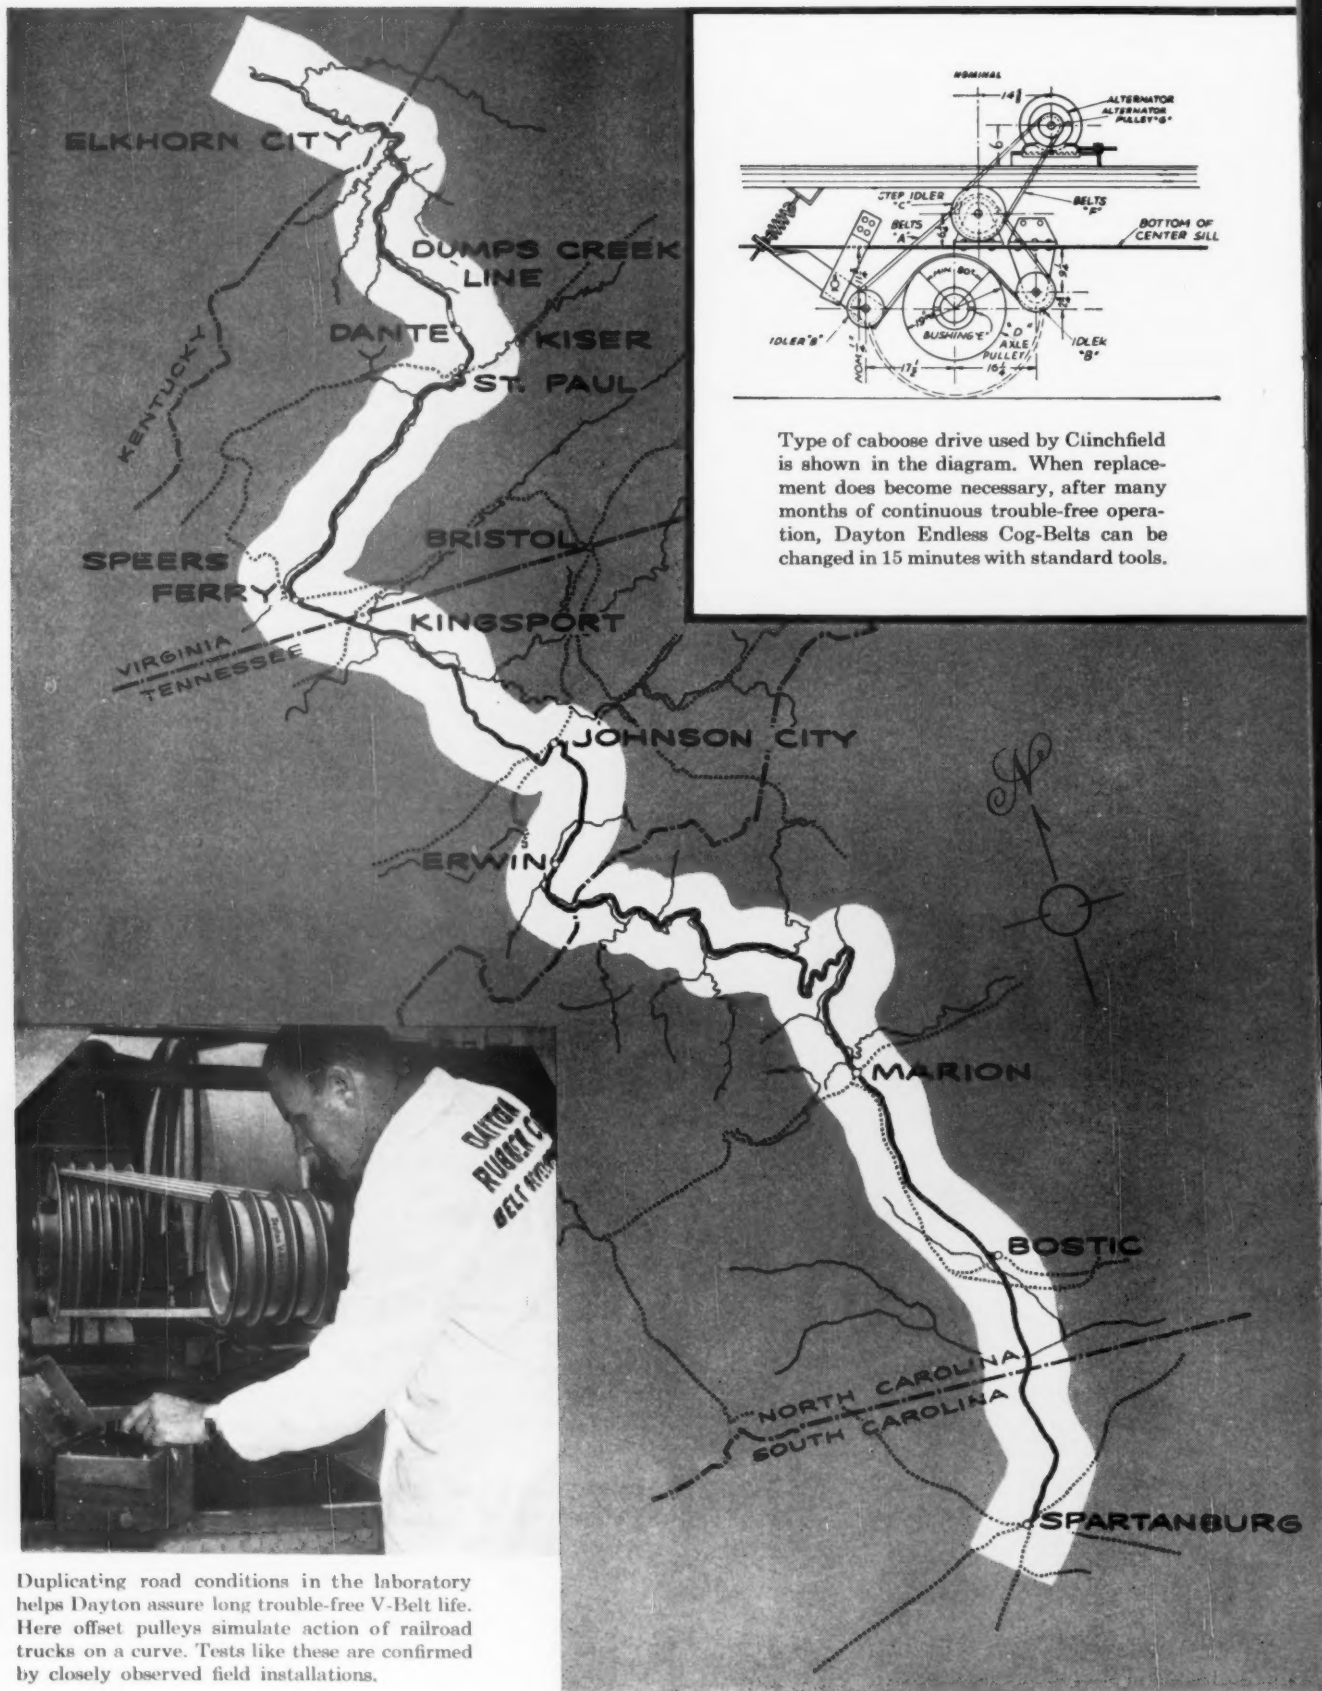 ELKHORN CITY
DUMPS CREEK
LINE
DANTE
KISER
ST. PAUL
KENTUCKY
BRISTOL
SPEERS
FERRY
KINGSPORT
VIRGINIA
TENNESSEE
JOHNSON CITY
N
ERWIN
MARION
BOSTIC
NORTH CAROLINA
SOUTH CAROLINA
SPARTANBURG
NOMINAL
ALTERNATOR
ALTERNATOR
PULLEY "G"
STEP IDLER
"C"
BELTS
"A"
BELTS
"F"
BOTTOM OF
CENTER SILL
IDLER "B"
BUSHING "E"
"D"
AXLE
PULLEY
IDLER
"B"
17½
16¼
Type of caboose drive used by Clinchfield
is shown in the diagram. When replace-
ment does become necessary, after many
months of continuous trouble-free opera-
tion, Dayton Endless Cog-Belts can be
changed in 15 minutes with standard tools.
DAYTON
RUBBER
BELT
Duplicating road conditions in the laboratory
helps Dayton assure long trouble-free V-Belt life.
Here offset pulleys simulate action of railroad
trucks on a curve. Tests like these are confirmed
by closely observed field installations.